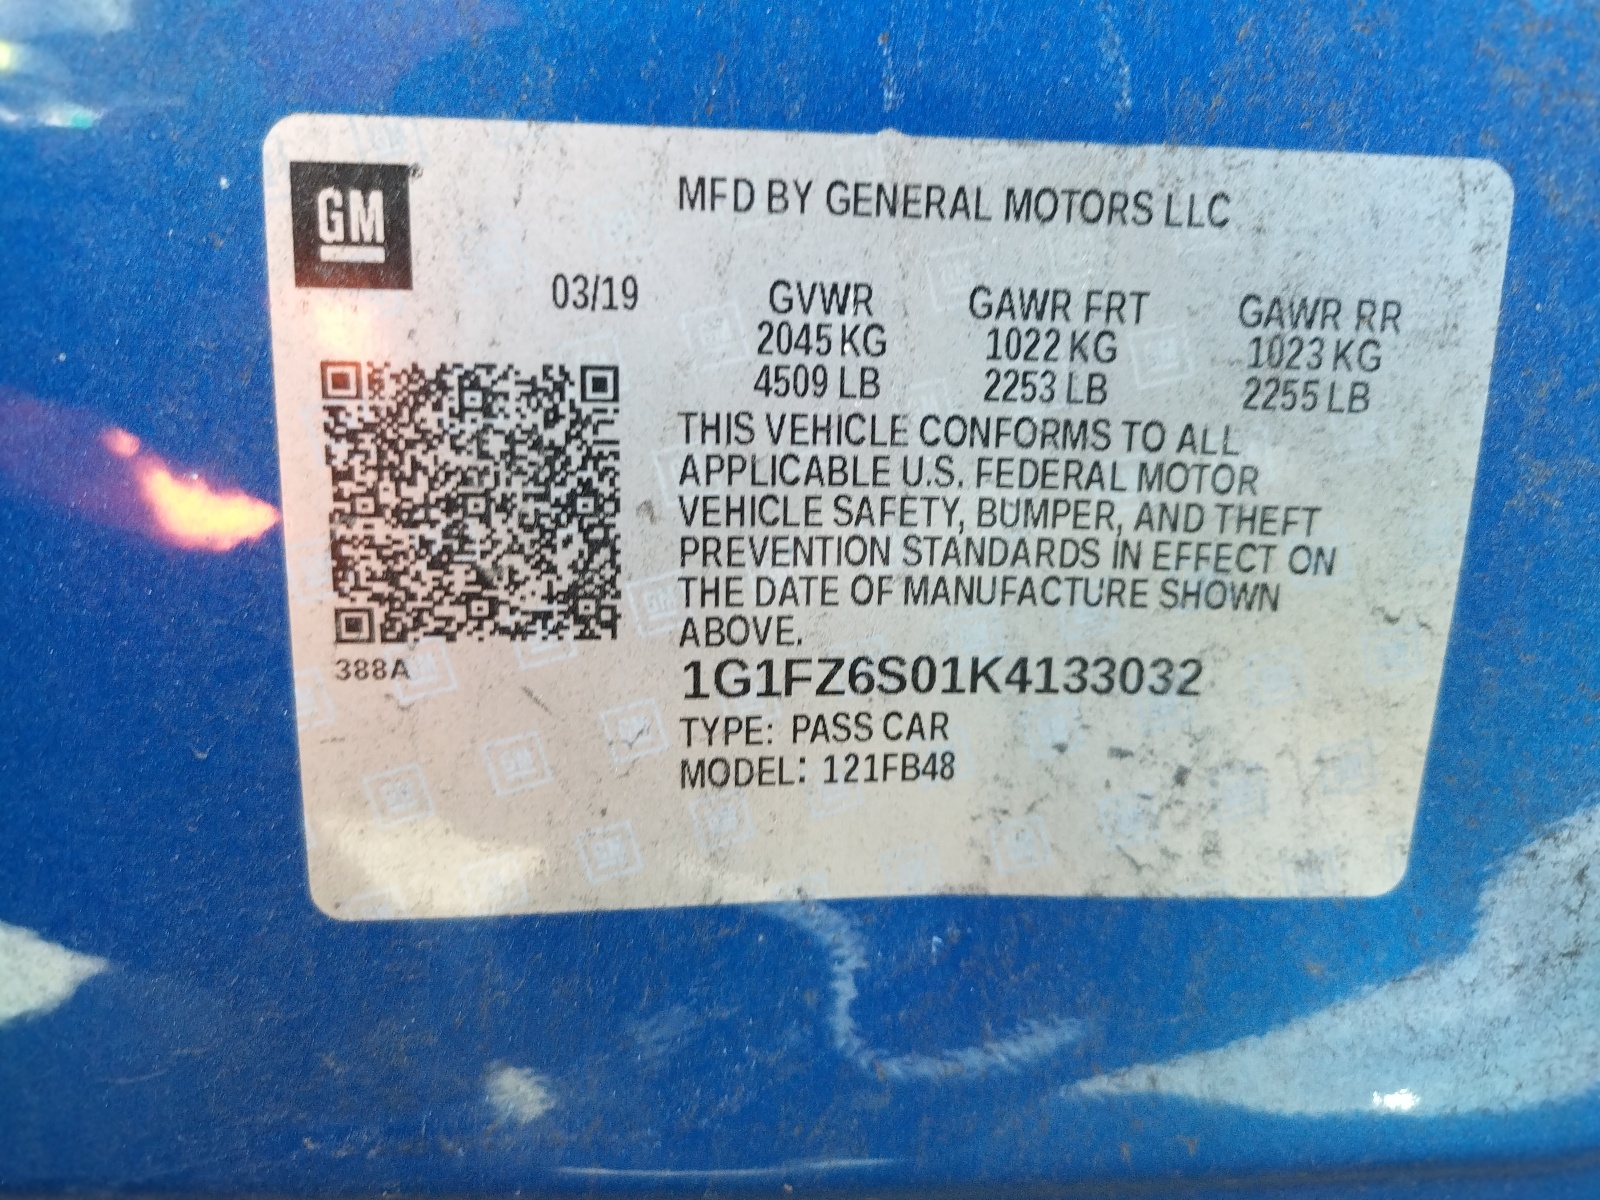 GM
MFD BY GENERAL MOTORS LLC
03/19
GVWR GAWR FRT GAWR RR
2045 KG 1022 KG 1023 KG
4509 LB 2253 LB 2255 LB
THIS VEHICLE CONFORMS TO ALL
APPLICABLE U.S. FEDERAL MOTOR
VEHICLE SAFETY, BUMPER, AND THEFT
PREVENTION STANDARDS IN EFFECT ON
THE DATE OF MANUFACTURE SHOWN
ABOVE.
388A
1G1FZ6S01K4133032
TYPE: PASS CAR
MODEL: 121FB48